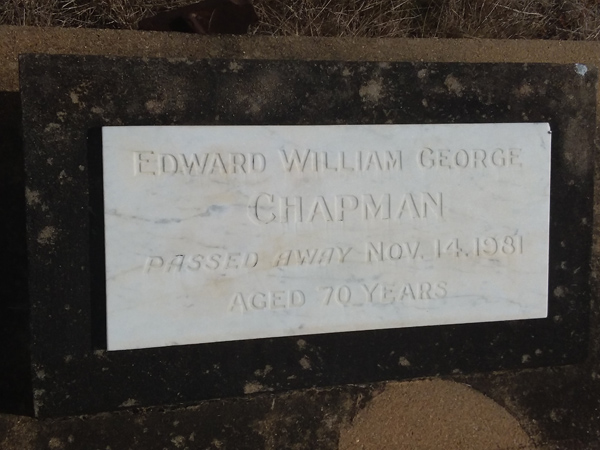 EDWARD WILLIAM GEORGE
CHAPMAN
PASSED AWAY NOV. 14. 1981
AGED 70 YEARS